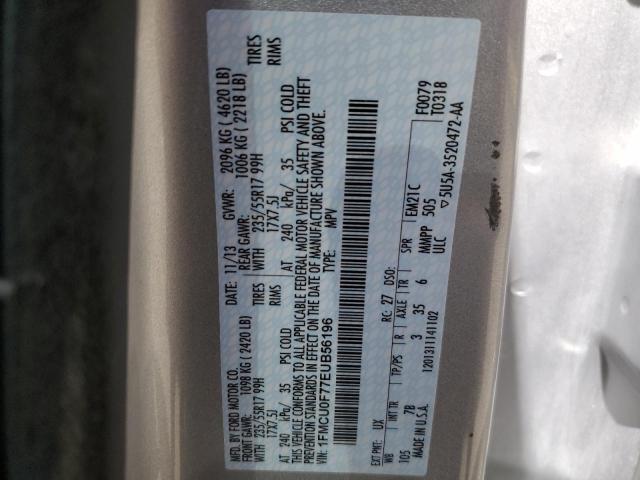 MFD. BY FORD MOTOR CO.
DATE: 11/13 GVWR: 2096 KG ( 4620 LB)
FRONT GAWR: 1098 KG ( 2420 LB) REAR GAWR: 1006 KG ( 2218 LB)
235/55R17 99H TIRES WITH 235/55R17 99H TIRES
17X7.5J RIMS 17X7.5J RIMS
AT 240 kPa/ 35 PSI COLD AT 240 kPa/ 35 PSI COLD
THIS VEHICLE CONFORMS TO ALL APPLICABLE FEDERAL MOTOR VEHICLE SAFETY AND THEFT
PREVENTION STANDARDS IN EFFECT ON THE DATE OF MANUFACTURE SHOWN ABOVE.
VIN: 1FMCU0F77EUB56196 TYPE: MPV
EXT PNT: UX RC: 27 DSO: F0079
WB INT TR TP/PS R AXLE TR SPR EM21C T0318
105 7B 3 35 6 MMPP 505
MADE IN U.S.A. 120131114102 ULC ▽5U5A-3520472-AA